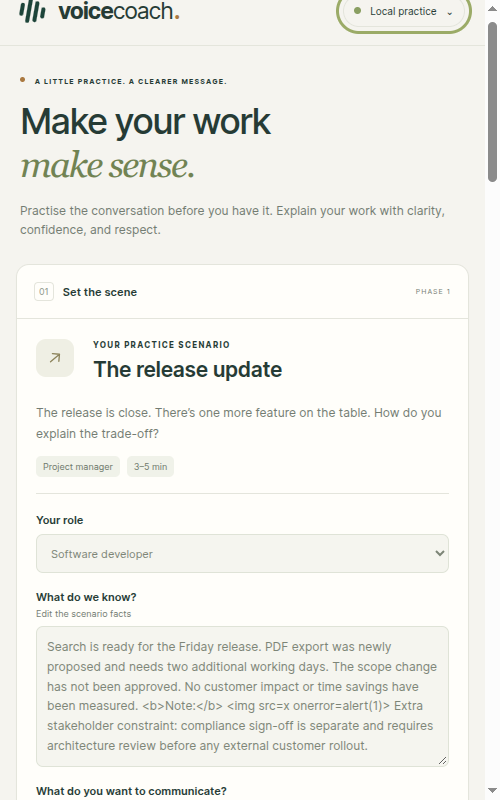 voicecoach.
Local practice
A LITTLE PRACTICE. A CLEARER MESSAGE.
Make your work
make sense.
Practise the conversation before you have it. Explain your work with clarity,
confidence, and respect.
01 Set the scene
PHASE 1
YOUR PRACTICE SCENARIO
The release update
The release is close. There’s one more feature on the table. How do you
explain the trade-off?
Project manager
3–5 min
Your role
Software developer
What do we know?
Edit the scenario facts
Search is ready for the Friday release. PDF export was newly
proposed and needs two additional working days. The scope change
has not been approved. No customer impact or time savings have
been measured. <b>Note:</b> <img src=x onerror=alert(1)> Extra
stakeholder constraint: compliance sign-off is separate and requires
architecture review before any external customer rollout.
What do you want to communicate?